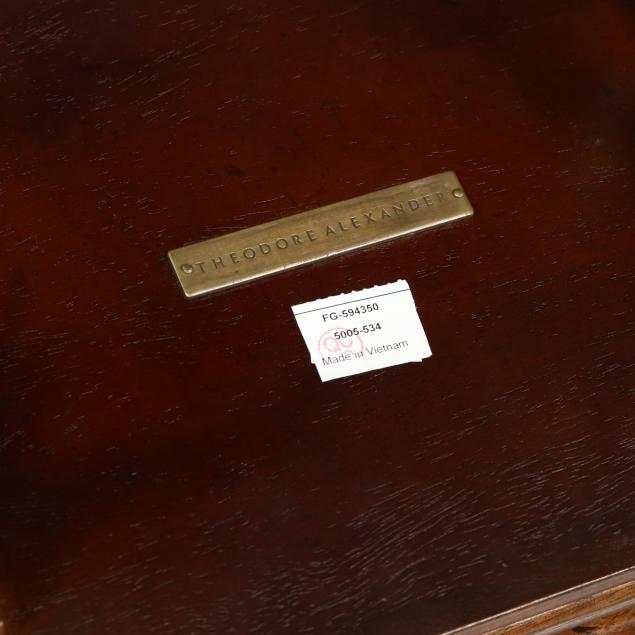 THEODORE ALEXANDER
FG-594350
5005-534
QC
Made in Vietnam